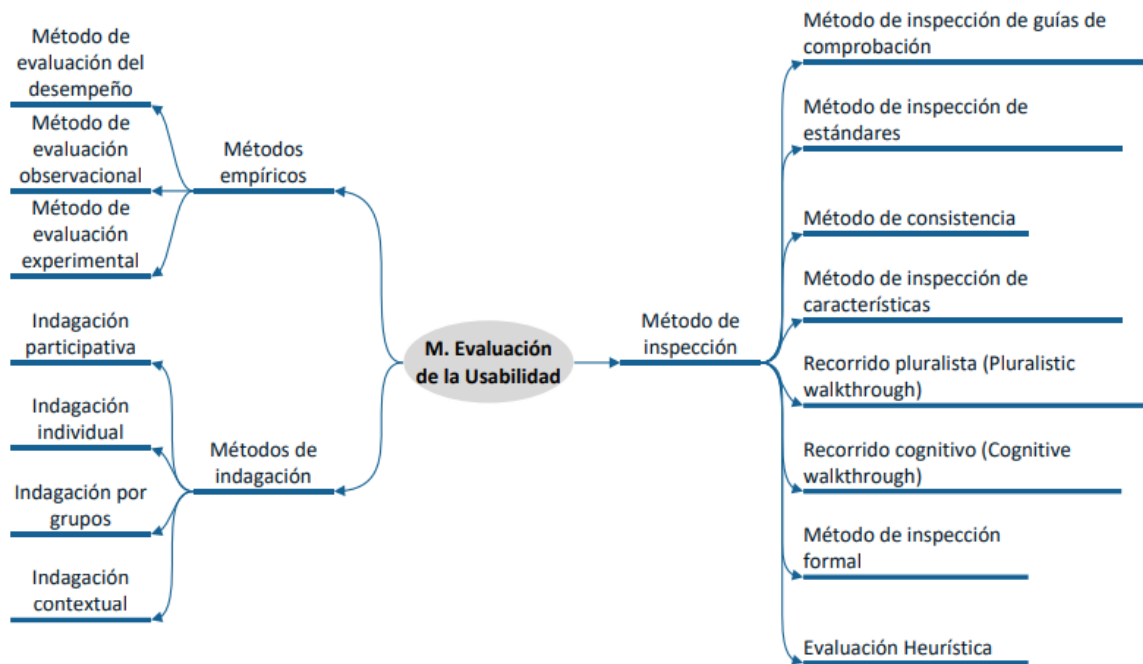 Método de
evaluación del
desempeño
Método de
evaluación
observacional
Método de
evaluación
experimental
Métodos
empíricos
Indagación
participativa
Indagación
individual
Indagación por
grupos
Indagación
contextual
Métodos de
indagación
M. Evaluación
de la Usabilidad
Método de
inspección
Método de inspección de guías de
comprobación
Método de inspección de
estándares
Método de consistencia
Método de inspección de
características
Recorrido pluralista (Pluralistic
walkthrough)
Recorrido cognitivo (Cognitive
walkthrough)
Método de inspección
formal
Evaluación Heurística